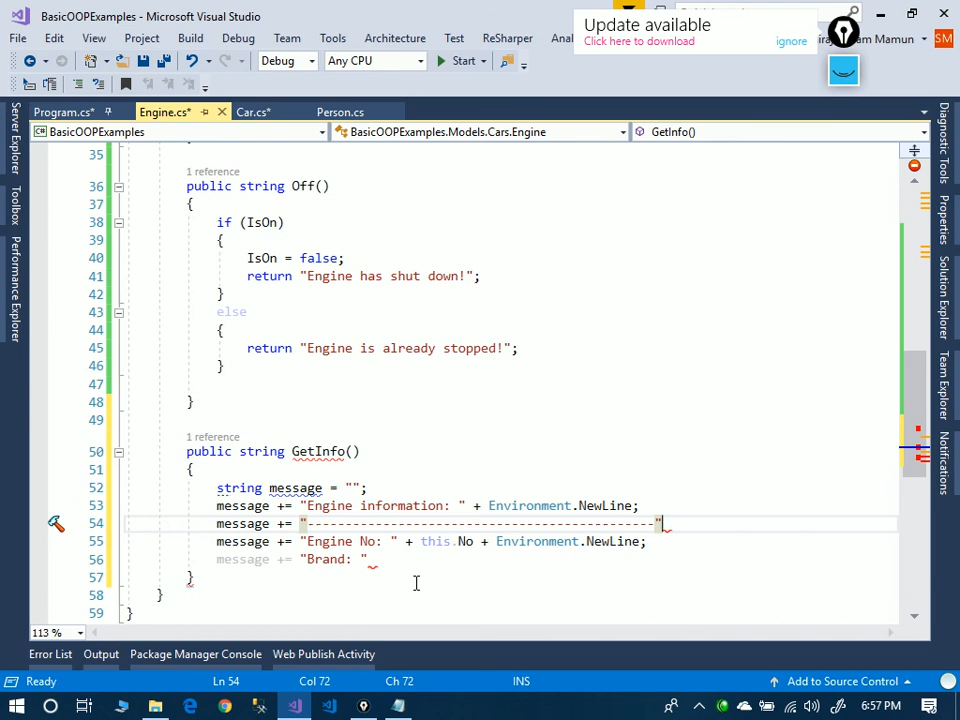 BasicOOPExamples - Microsoft Visual Studio
Update available
Click here to download
ignore
File Edit View Project Build Debug Team Tools Architecture Test ReSharper
am Mamun
SM
Debug
Any CPU
Start
Program.cs*
Engine.cs*
Car.cs*
Person.cs
BasicOOPExamples
BasicOOPExamples.Models.Cars.Engine
GetInfo()
Server Explorer
Toolbox
Performance Explorer
Diagnostic Tools
Properties
Solution Explorer
Team Explorer
Notifications
35 }
1 reference
36 public string Off()
37 {
38 if (IsOn)
39 {
40 IsOn = false;
41 return "Engine has shut down!";
42 }
43 else
44 {
45 return "Engine is already stopped!";
46 }
47
48 }
49
1 reference
50 public string GetInfo()
51 {
52 string message = "";
53 message += "Engine information: " + Environment.NewLine;
54 message += "----------------------------------------------"
55 message += "Engine No: " + this.No + Environment.NewLine;
56 message += "Brand: "
57 }
58 }
59 }
113 %
Error List Output Package Manager Console Web Publish Activity
Ready Ln 54 Col 72 Ch 72 INS Add to Source Control
6:57 PM